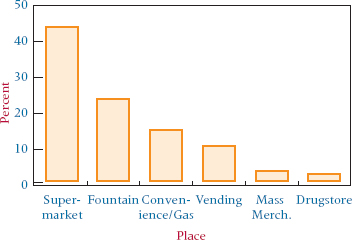 50
40
30
20
10
0
Percent
Super-
market
Fountain
Conven-
ience/Gas
Vending
Mass
Merch.
Drugstore
Place